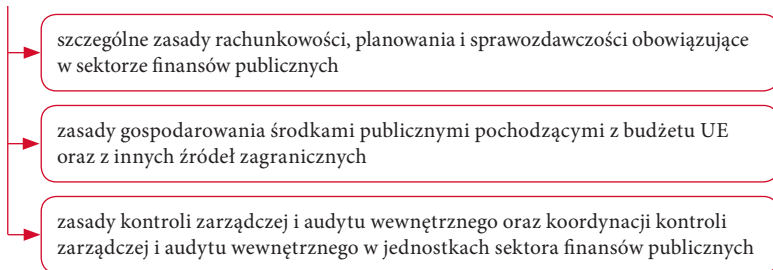 szczególne zasady rachunkowości, planowania i sprawozdawczości obowiązujące
w sektorze finansów publicznych
zasady gospodarowania środkami publicznymi pochodzącymi z budżetu UE
oraz z innych źródeł zagranicznych
zasady kontroli zarządczej i audytu wewnętrznego oraz koordynacji kontroli
zarządczej i audytu wewnętrznego w jednostkach sektora finansów publicznych